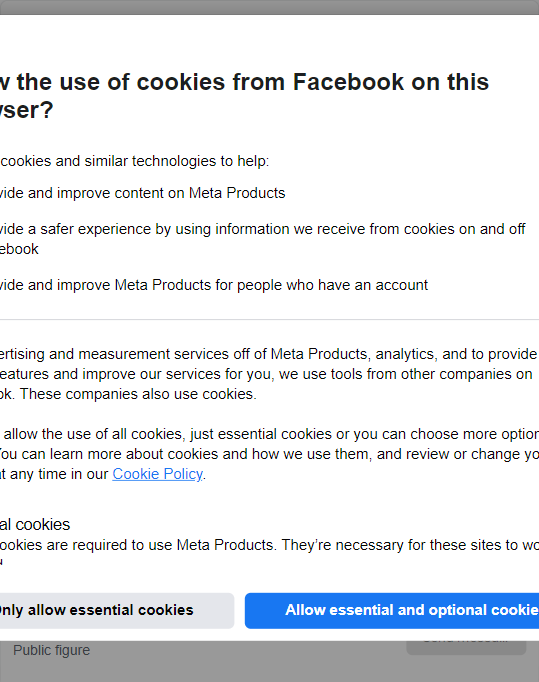 w the use of cookies from Facebook on this
wser?
cookies and similar technologies to help:
vide and improve content on Meta Products
vide a safer experience by using information we receive from cookies on and off
ebook
vide and improve Meta Products for people who have an account
ertising and measurement services off of Meta Products, analytics, and to provide
eatures and improve our services for you, we use tools from other companies on
ok. These companies also use cookies.
allow the use of all cookies, just essential cookies or you can choose more option
You can learn more about cookies and how we use them, and review or change yo
at any time in our Cookie Policy.
al cookies
ookies are required to use Meta Products. They’re necessary for these sites to wo
Only allow essential cookies
Allow essential and optional cookie
Public figure